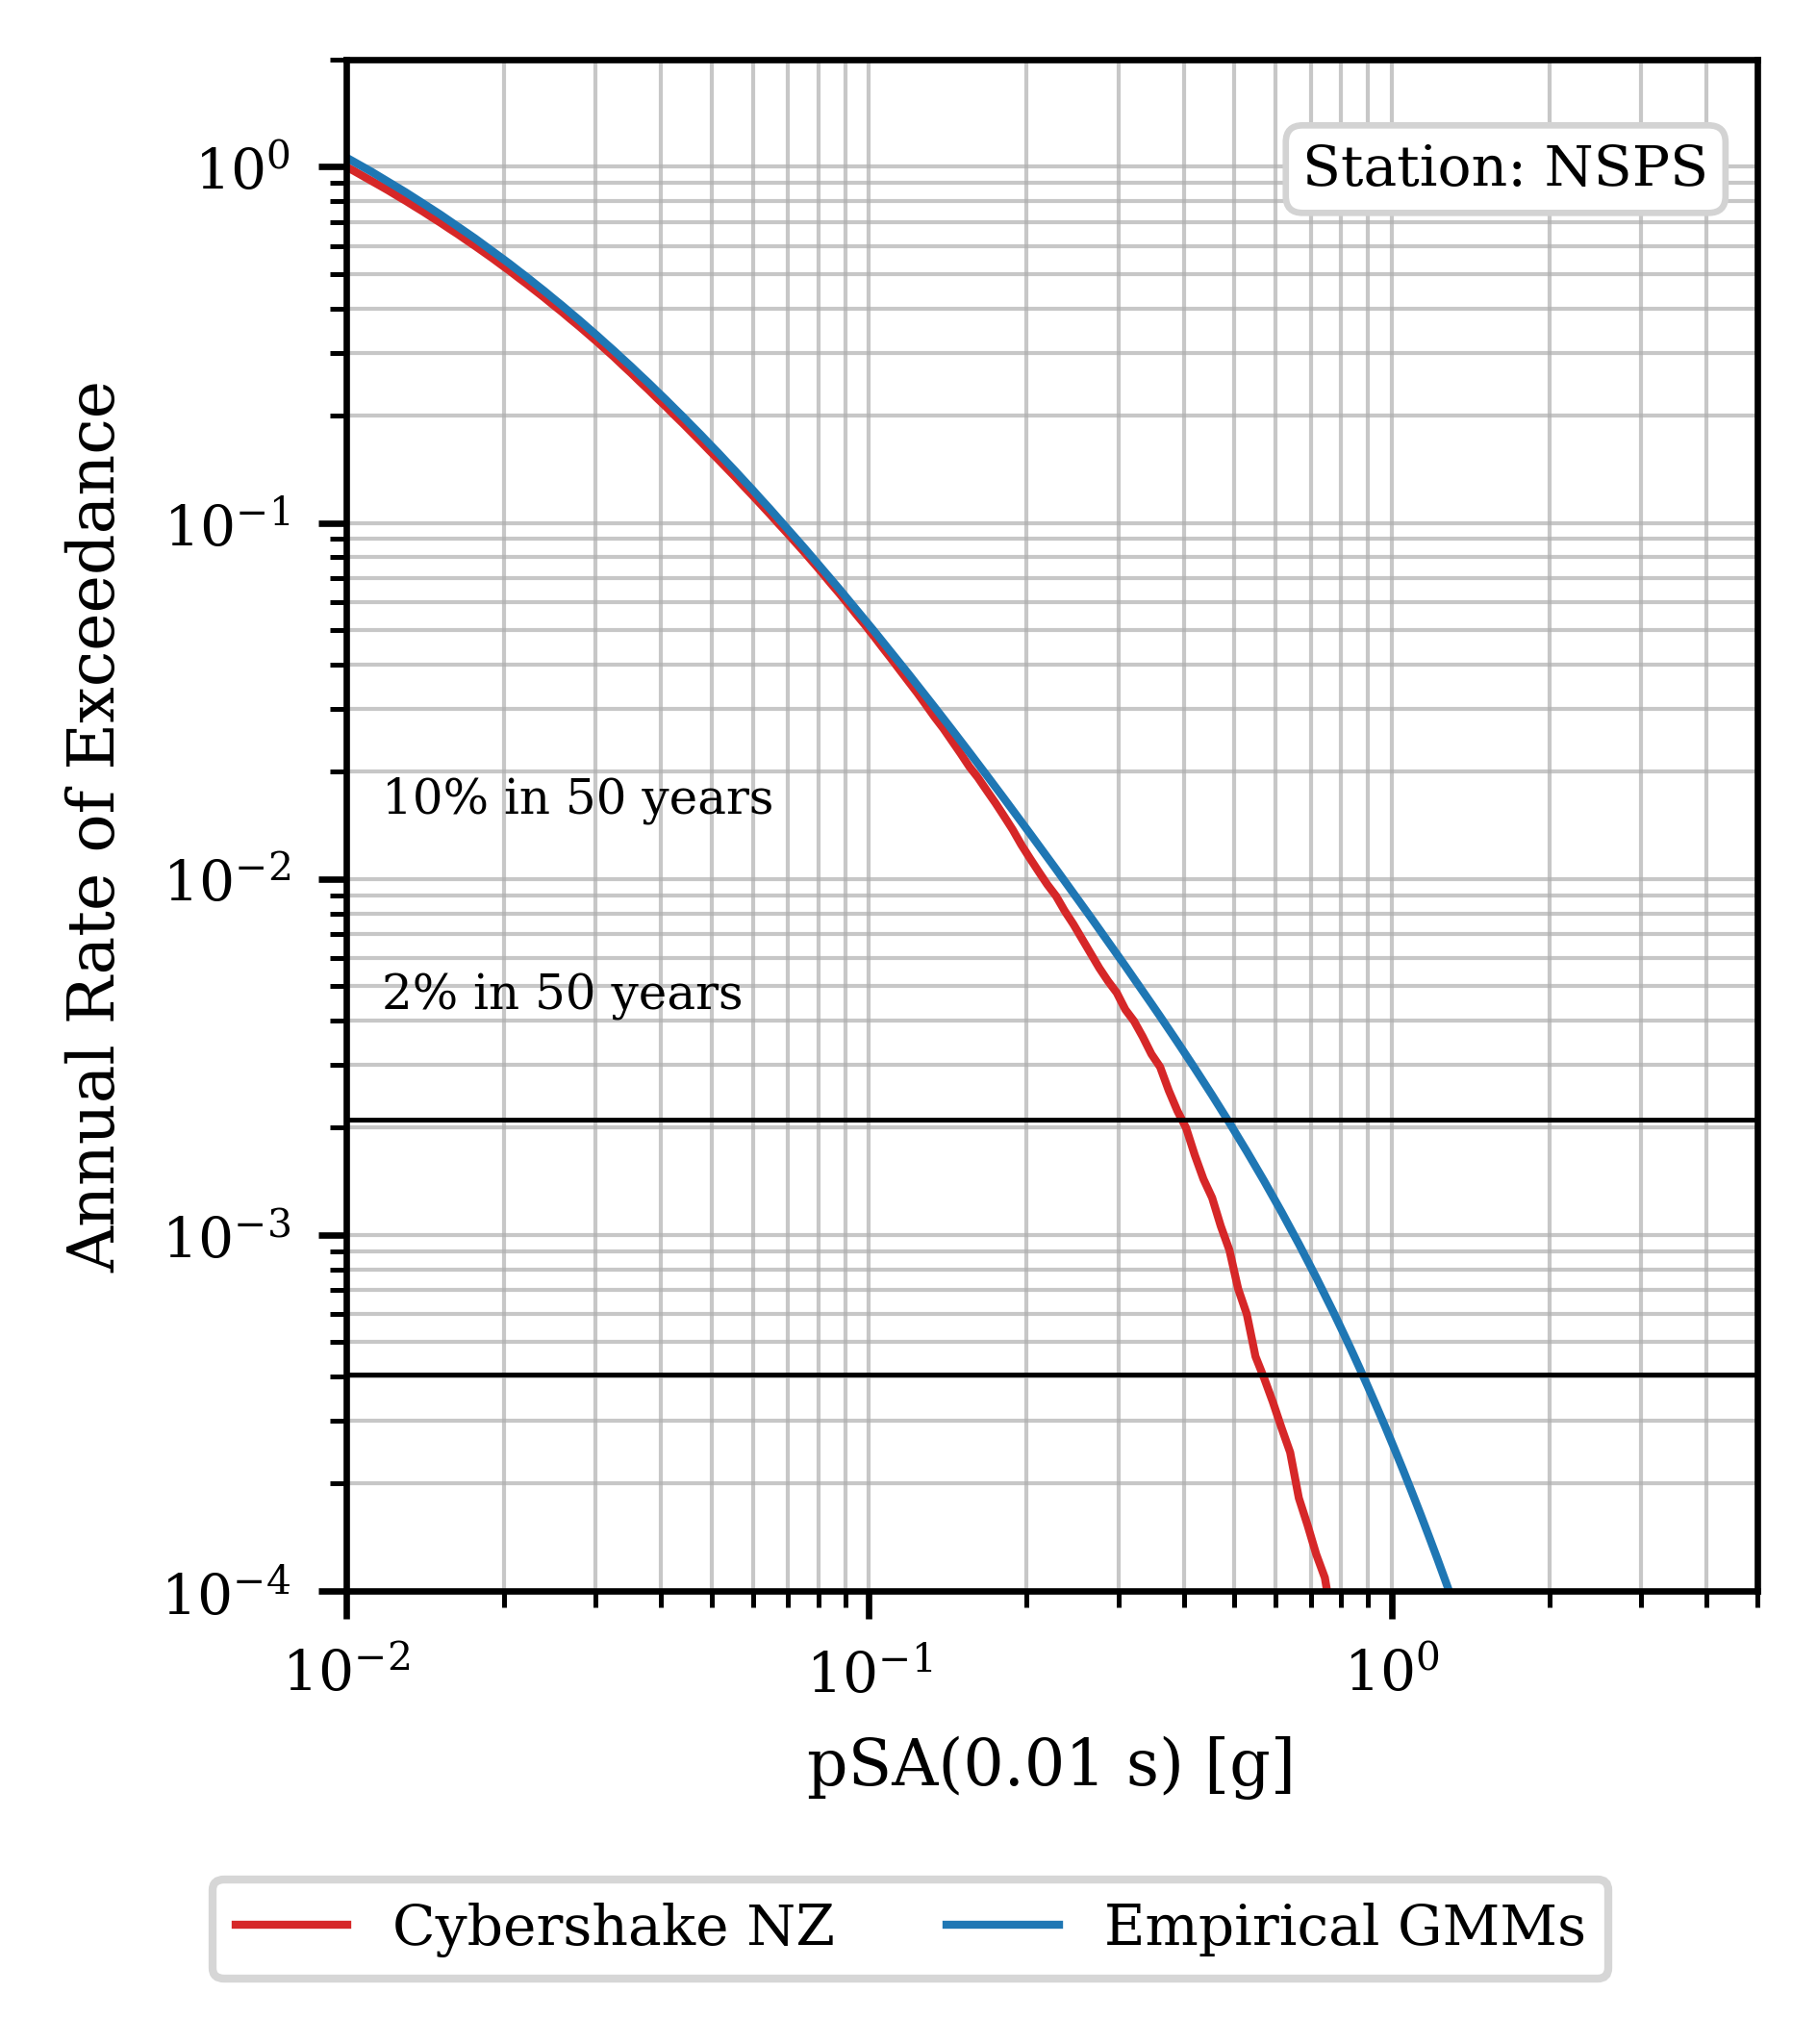 Station: NSPS
Annual Rate of Exceedance
10⁰
10⁻¹
10% in 50 years
10⁻²
2% in 50 years
10⁻³
10⁻⁴
10⁻² 10⁻¹ 10⁰
pSA(0.01 s) [g]
Cybershake NZ Empirical GMMs